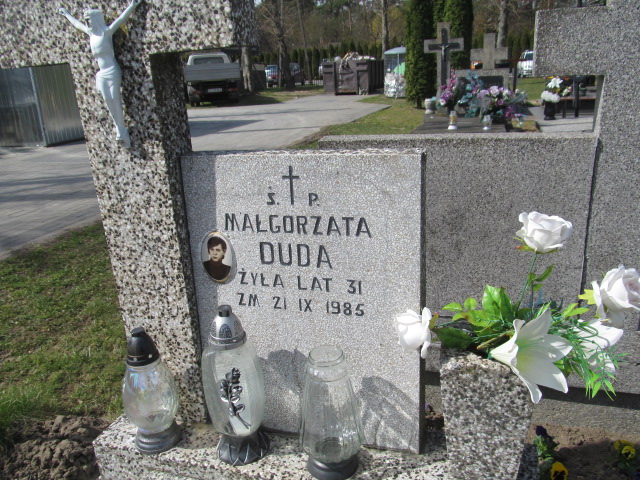 Ś. P.
MAŁGORZATA
DUDA
ŻYŁA LAT 31
ZM 21 IX 1985